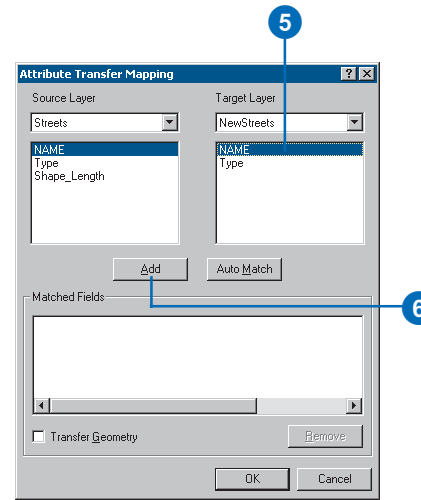 5
Attribute Transfer Mapping
Source Layer
Target Layer
Streets
NewStreets
NAME
Type
Shape_Length
NAME
Type
Add
Auto Match
6
Matched Fields
Transfer Geometry
Remove
OK
Cancel